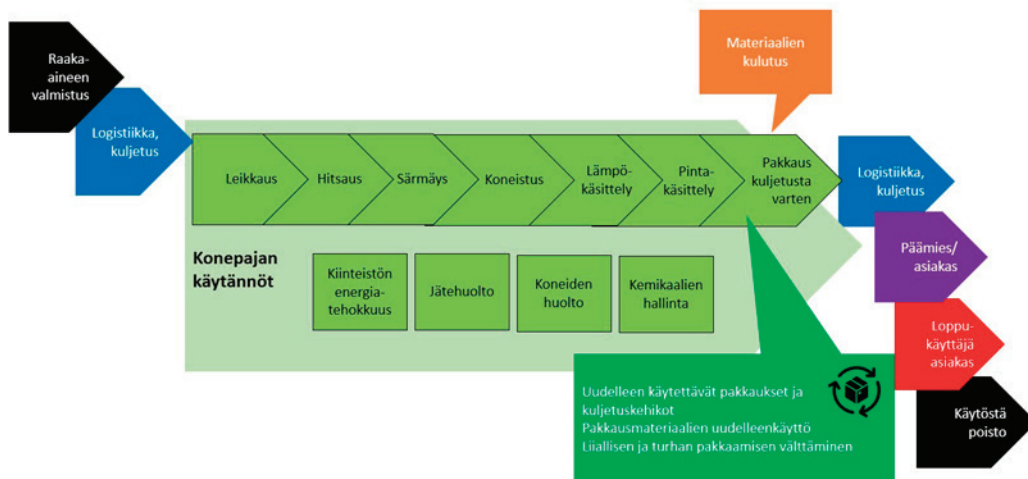 Raaka-
aineen
valmistus
Logistiikka,
kuljetus
Materiaalien
kulutus
Leikkaus
Hitsaus
Särmäys
Koneistus
Lämpö-
käsittely
Pinta-
käsittely
Pakkaus
kuljetusta
varten
Logistiikka,
kuljetus
Päämies/
asiakas
Loppu-
käyttäjä
asiakas
Käytöstä
poisto
Konepajan
käytännöt
Kiinteistön
energia-
tehokkuus
Jätehuolto
Koneiden
huolto
Kemikaalien
hallinta
Uudelleen käytettävät pakkaukset ja
kuljetuskehikot
Pakkausmateriaalien uudelleenkäyttö
Liiallisen ja turhan pakkaamisen välttäminen